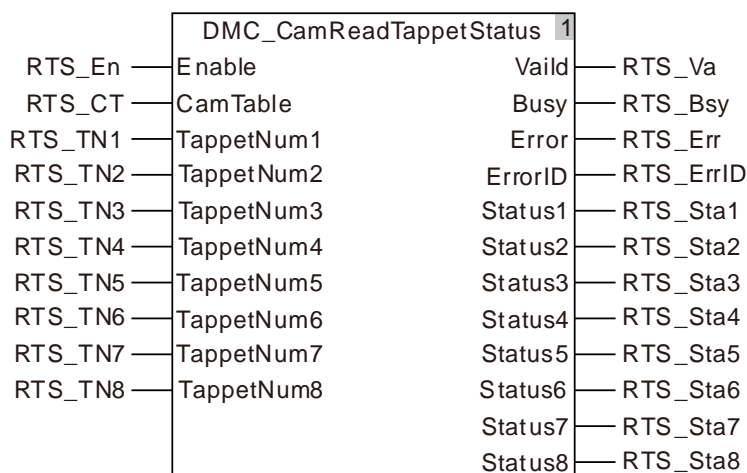 DMC_CamReadTappetStatus 1
RTS_En Enable Vaild RTS_Va
RTS_CT CamTable Busy RTS_Bsy
RTS_TN1 TappetNum1 Error RTS_Err
RTS_TN2 TappetNum2 ErrorID RTS_ErrID
RTS_TN3 TappetNum3 Status1 RTS_Sta1
RTS_TN4 TappetNum4 Status2 RTS_Sta2
RTS_TN5 TappetNum5 Status3 RTS_Sta3
RTS_TN6 TappetNum6 Status4 RTS_Sta4
RTS_TN7 TappetNum7 Status5 RTS_Sta5
RTS_TN8 TappetNum8 Status6 RTS_Sta6
Status7 RTS_Sta7
Status8 RTS_Sta8